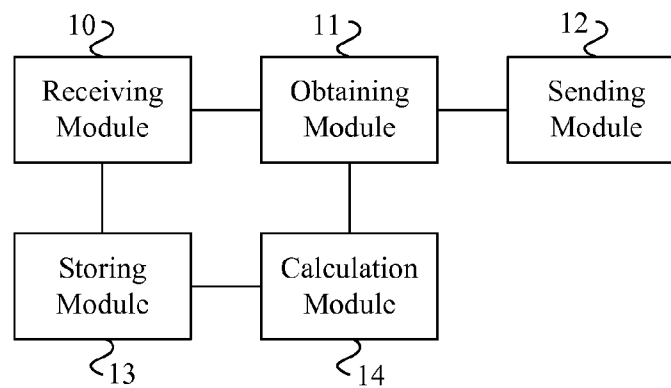 10
11
12
Receiving
Module
Obtaining
Module
Sending
Module
Storing
Module
Calculation
Module
13
14